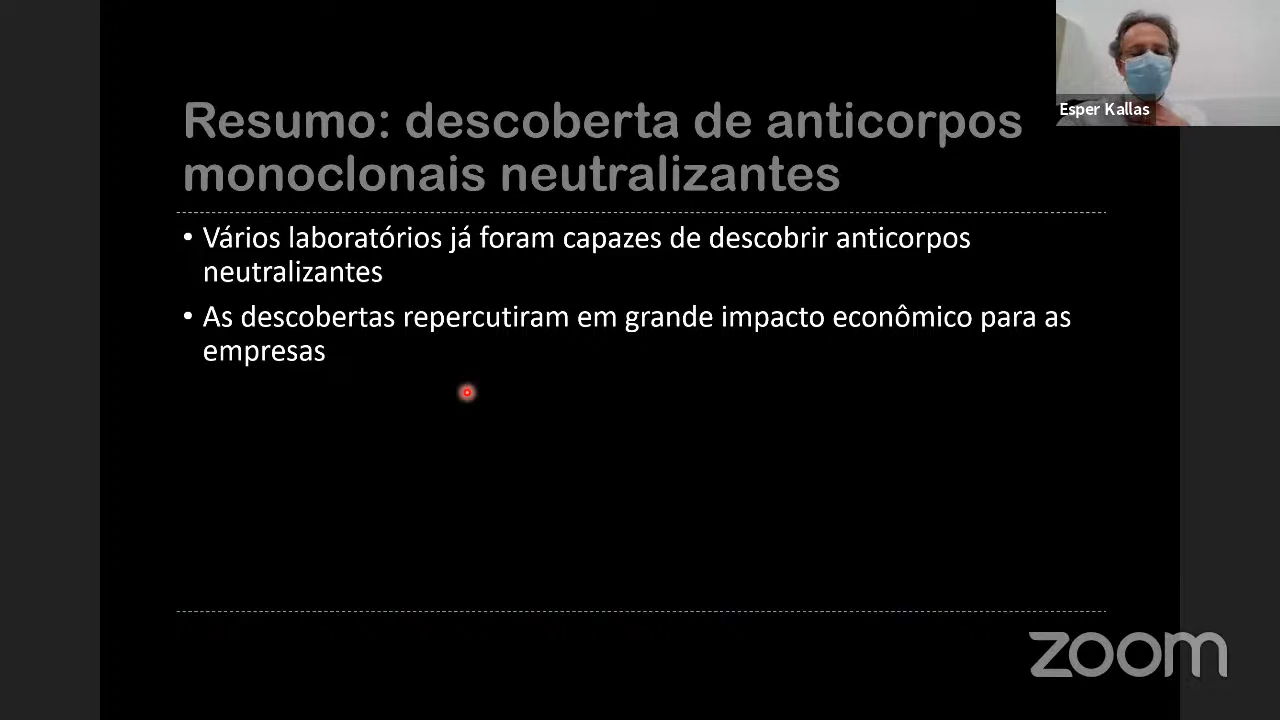 Esper Kallas
Resumo: descoberta de anticorpos
monoclonais neutralizantes
• Vários laboratórios já foram capazes de descobrir anticorpos
neutralizantes
• As descobertas repercutiram em grande impacto econômico para as
empresas
zoom